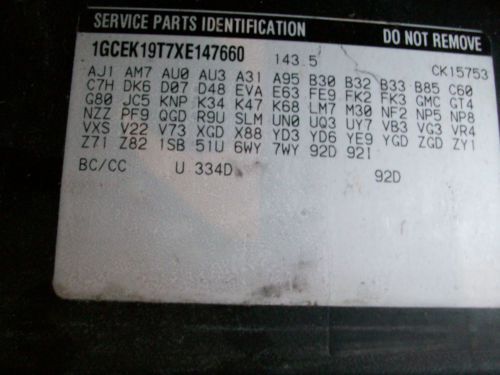 SERVICE PARTS IDENTIFICATION DO NOT REMOVE
1GCEK19T7XE147660 143.5 CK15753
AJ1 AM7 AU0 AU3 A31 A95 B30 B32 B33 B85 C60
C7H DK6 D07 D48 EVA E63 FE9 FK2 FK3 GMC GT4
G80 JC5 KNP K34 K47 K68 LM7 M30 NF2 NP5 NP8
NZZ PF9 QGD R9U SLM UN0 UQ3 UY7 VB3 VG3 VR4
VXS V22 V73 XGD X88 YD3 YD6 YE9 YGD ZGD ZY1
Z71 Z82 1SB 51U 6WY 7WY 92D 92I
BC/CC U 334D 92D